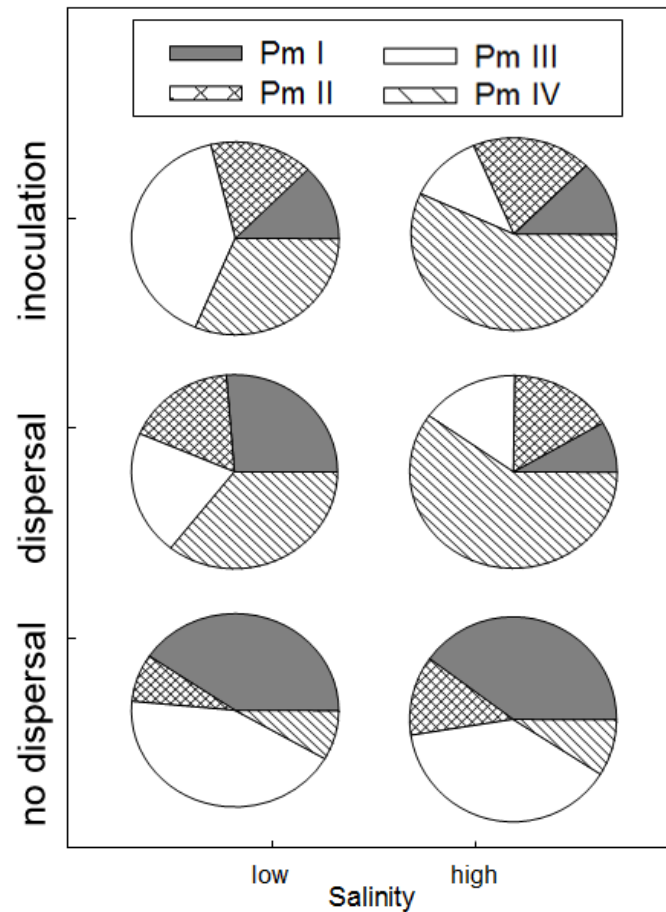 Pm I
Pm III
Pm II
Pm IV
inoculation
dispersal
no dispersal
low
high
Salinity